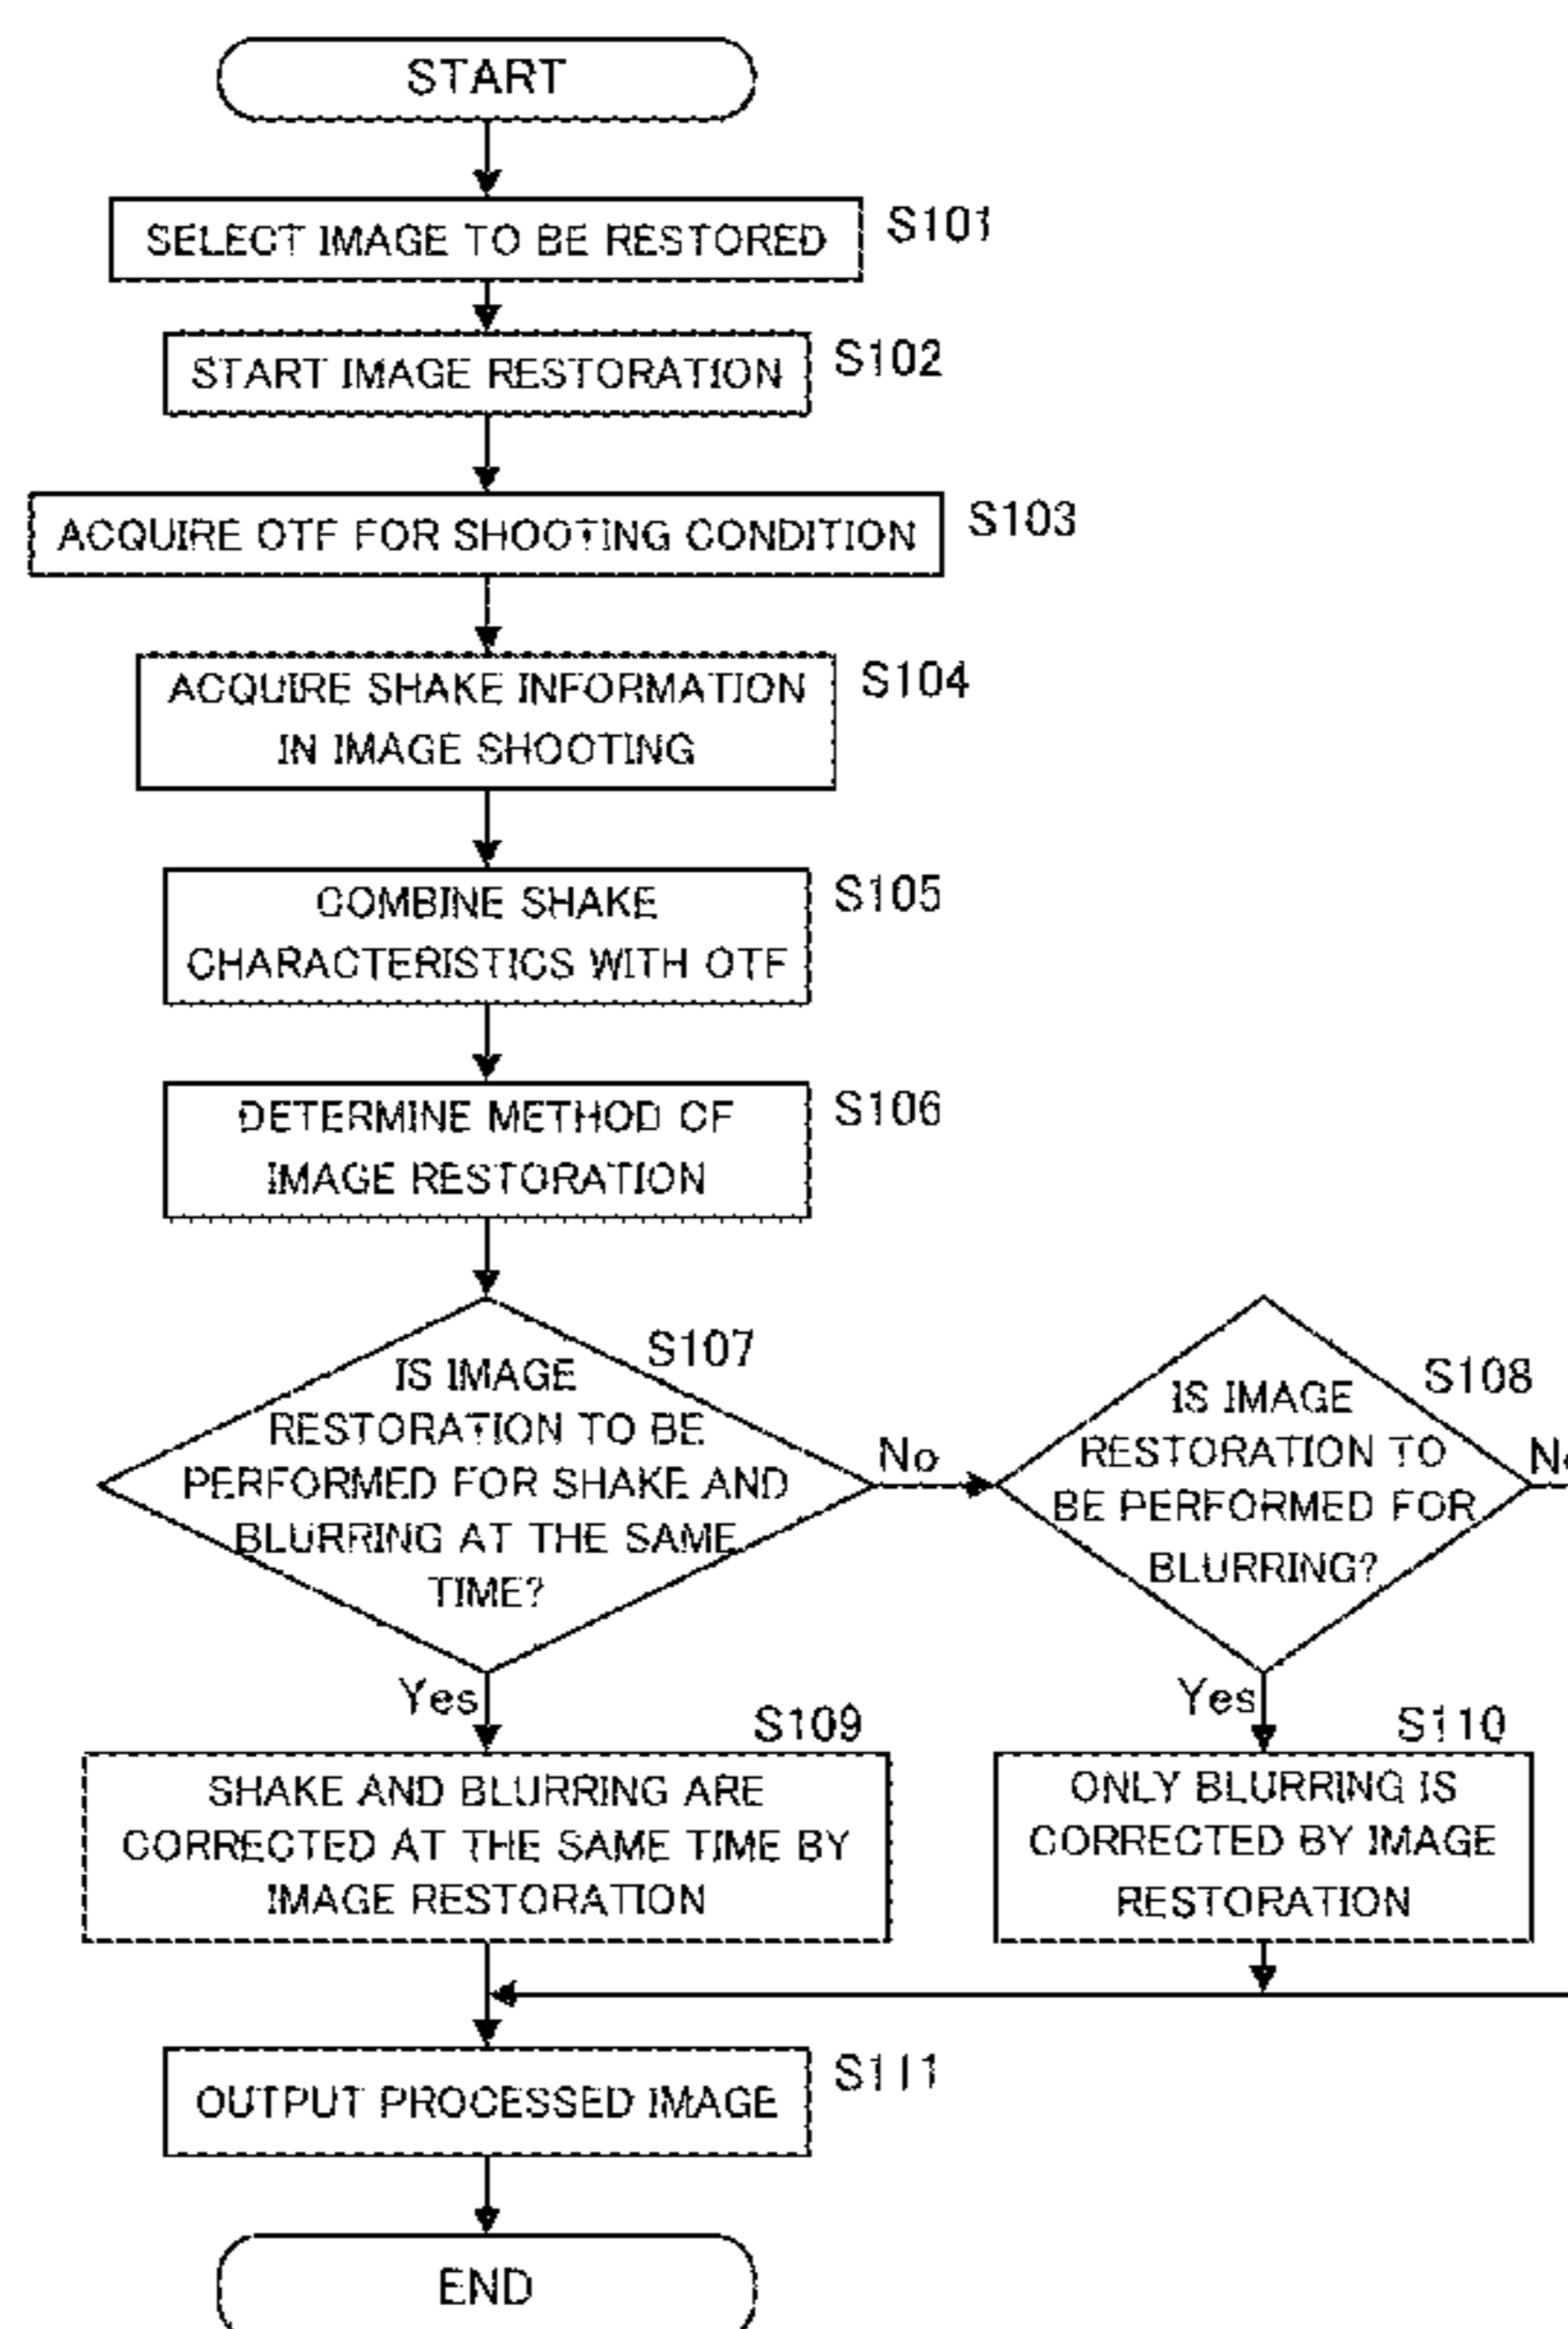 START
SELECT IMAGE TO BE RESTORED
S101
START IMAGE RESTORATION
S102
ACQUIRE OTF FOR SHOOTING CONDITION
S103
ACQUIRE SHAKE INFORMATION
IN IMAGE SHOOTING
S104
COMBINE SHAKE
CHARACTERISTICS WITH OTF
S105
DETERMINE METHOD OF
IMAGE RESTORATION
S106
IS IMAGE
RESTORATION TO BE
PERFORMED FOR SHAKE AND
BLURRING AT THE SAME
TIME?
S107
No
IS IMAGE
RESTORATION TO
BE PERFORMED FOR
BLURRING?
S108
Yes
S109
SHAKE AND BLURRING ARE
CORRECTED AT THE SAME TIME BY
IMAGE RESTORATION
Yes
S110
ONLY BLURRING IS
CORRECTED BY IMAGE
RESTORATION
OUTPUT PROCESSED IMAGE
S111
END